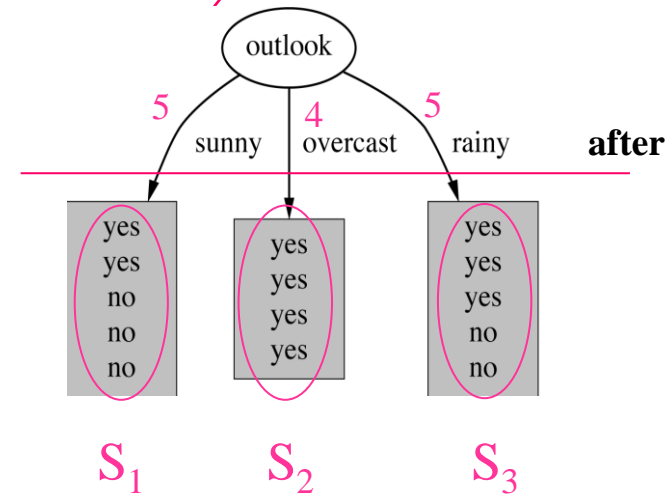 outlook
5 4 5
sunny overcast rainy after
yes
yes
no
no
no
yes
yes
yes
yes
yes
yes
yes
no
no
S₁ S₂ S₃